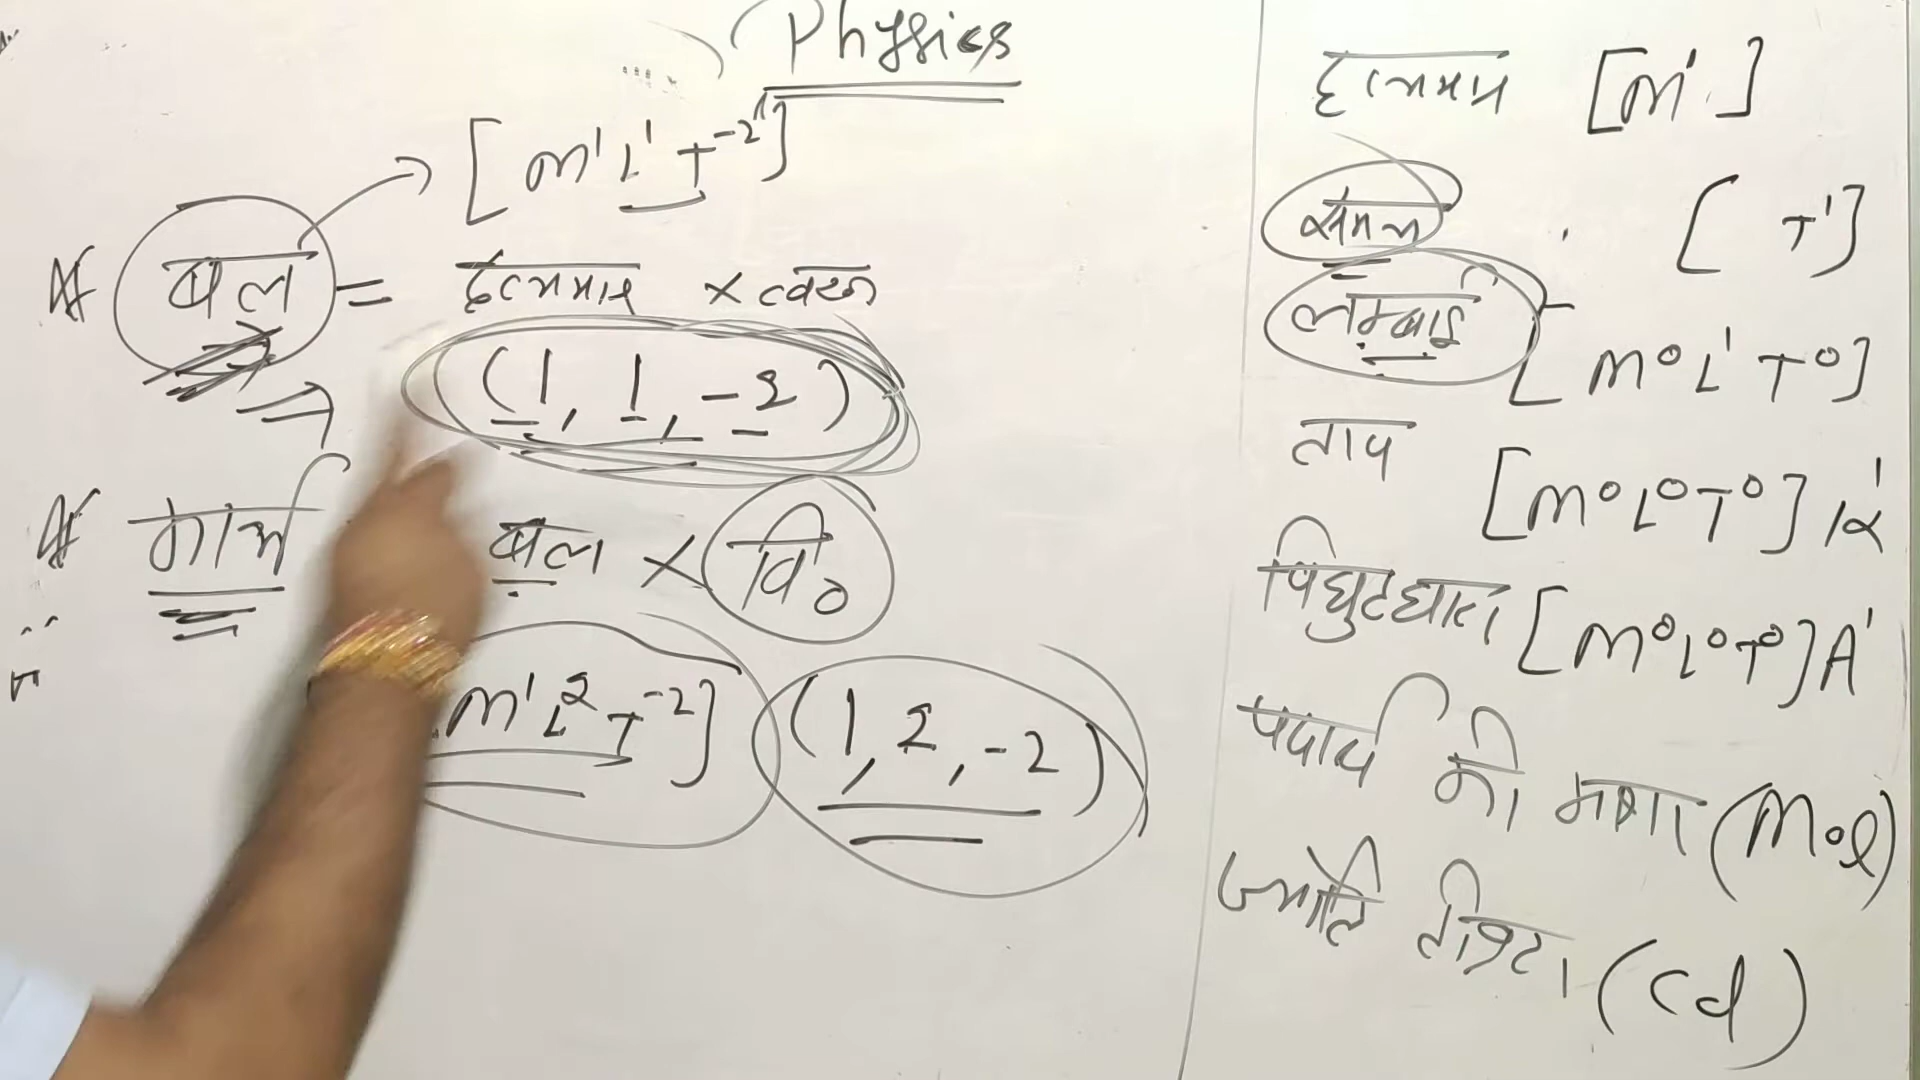 Physics
[M¹L¹T⁻²]
बल = द्रव्यमान × त्वरण
(1, 1, -2)
कार्य बल × वि०
M¹L²T⁻²] (1, 2, -2)
द्रव्यमान [M¹]
समय [T¹]
लम्बाई - [M⁰L¹T⁰]
ताप [M⁰L⁰T⁰]K¹
विद्युतधारा [M⁰L⁰T⁰]A¹
पदार्थ की मात्रा (Mol)
ज्योति तीव्रता (Cd)